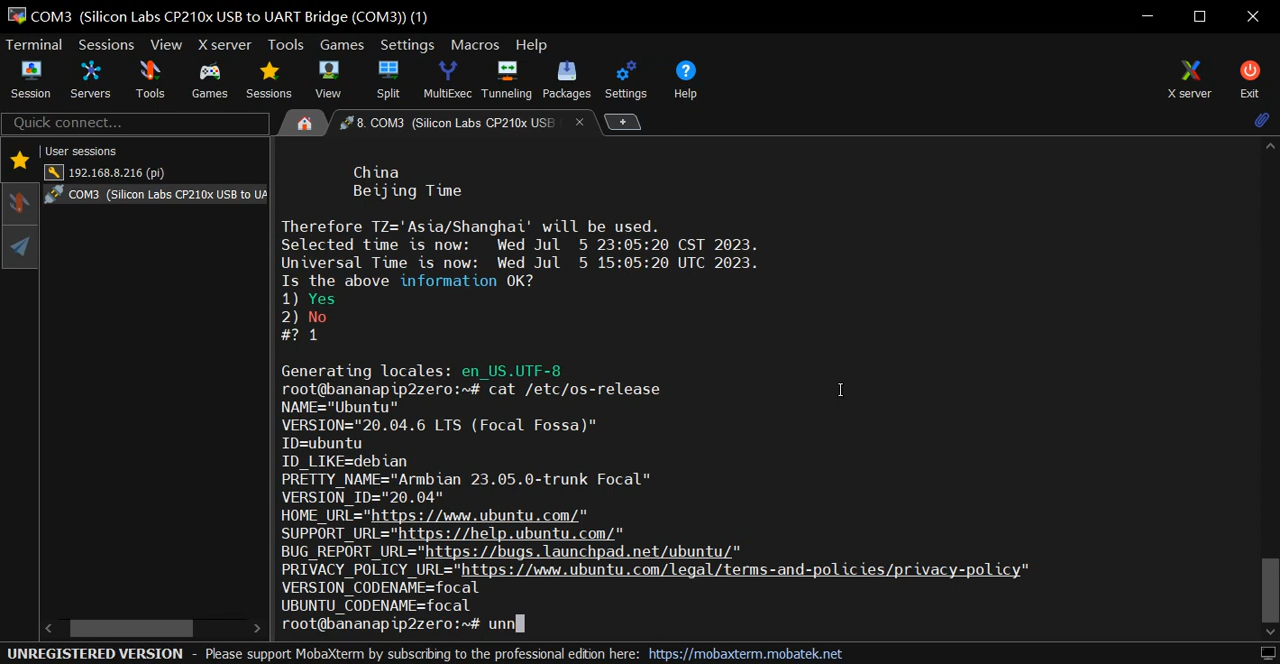 COM3  (Silicon Labs CP210x USB to UART Bridge (COM3)) (1)
Terminal Sessions View X server Tools Games Settings Macros Help
Session Servers Tools Games Sessions View Split MultiExec Tunneling Packages Settings Help X server Exit
Quick connect...
8. COM3  (Silicon Labs CP210x USB
User sessions
192.168.8.216 (pi)
COM3  (Silicon Labs CP210x USB to UA
China
Beijing Time
Therefore TZ='Asia/Shanghai' will be used.
Selected time is now:   Wed Jul  5 23:05:20 CST 2023.
Universal Time is now:  Wed Jul  5 15:05:20 UTC 2023.
Is the above information OK?
1) Yes
2) No
#? 1
Generating locales: en_US.UTF-8
root@bananapip2zero:~# cat /etc/os-release
NAME="Ubuntu"
VERSION="20.04.6 LTS (Focal Fossa)"
ID=ubuntu
ID_LIKE=debian
PRETTY_NAME="Armbian 23.05.0-trunk Focal"
VERSION_ID="20.04"
HOME_URL="https://www.ubuntu.com/"
SUPPORT_URL="https://help.ubuntu.com/"
BUG_REPORT_URL="https://bugs.launchpad.net/ubuntu/"
PRIVACY_POLICY_URL="https://www.ubuntu.com/legal/terms-and-policies/privacy-policy"
VERSION_CODENAME=focal
UBUNTU_CODENAME=focal
root@bananapip2zero:~# unn
UNREGISTERED VERSION  -  Please support MobaXterm by subscribing to the professional edition here:  https://mobaxterm.mobatek.net